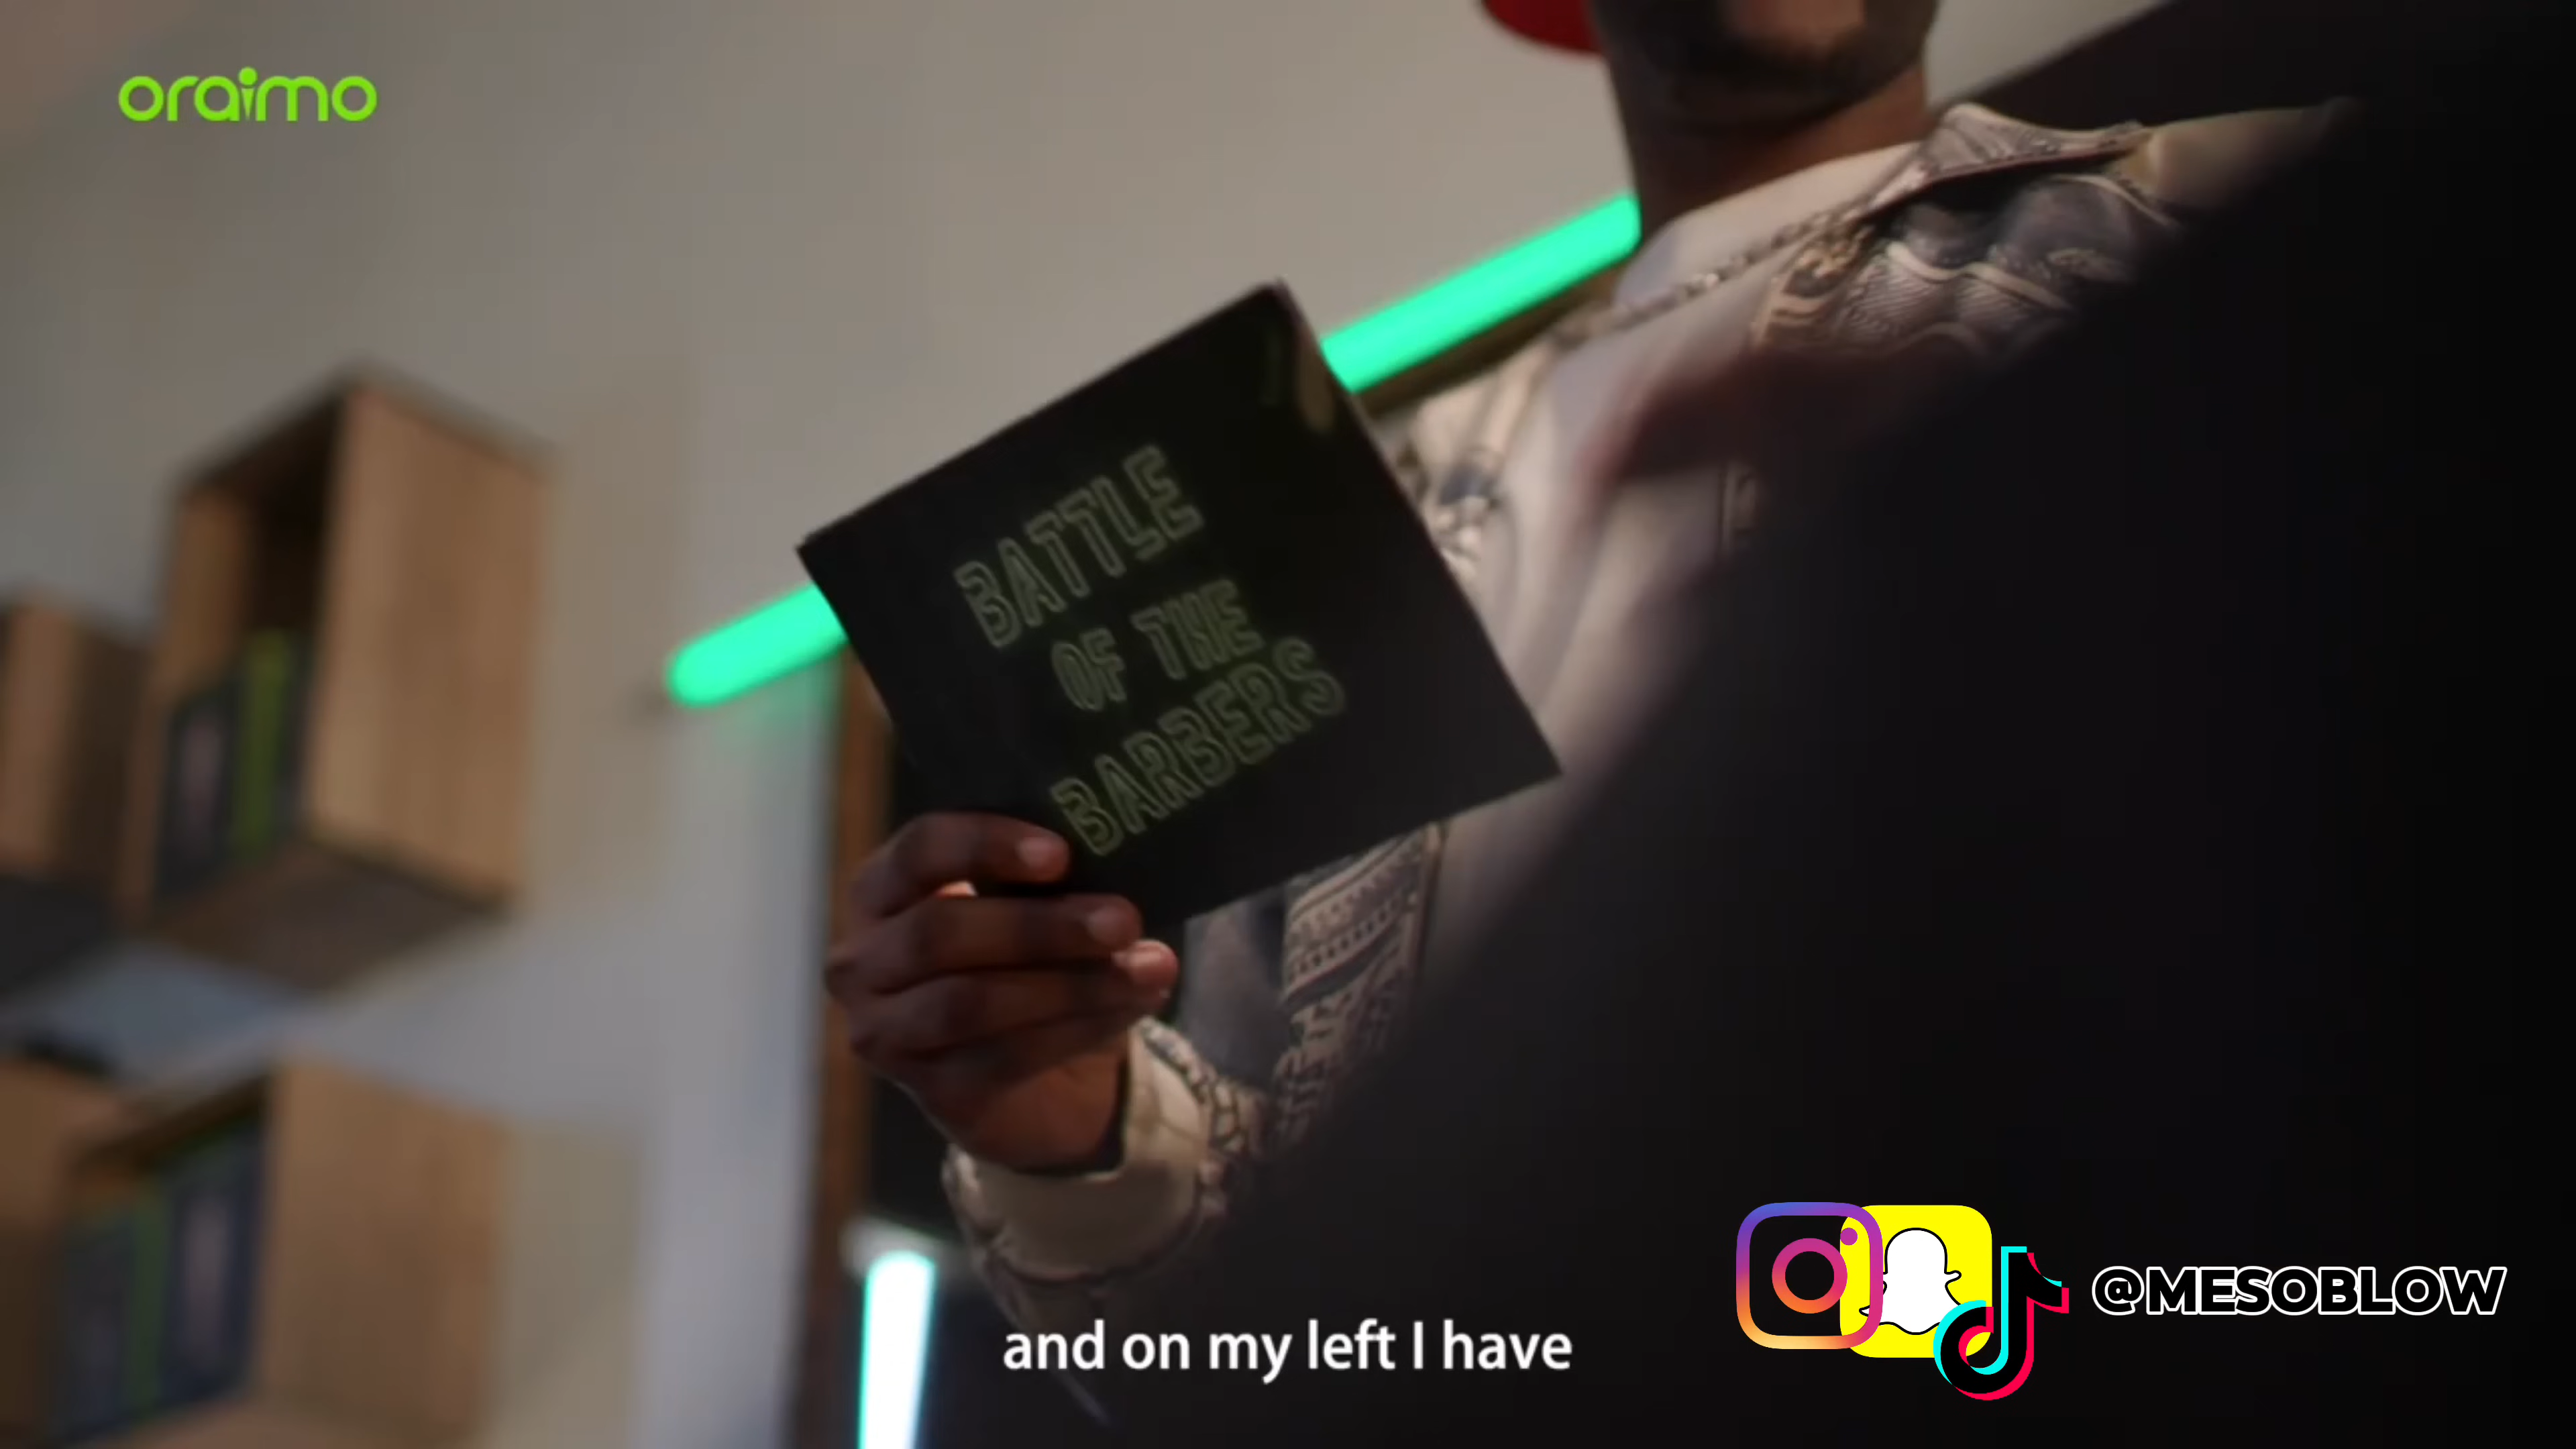 oraimo
BATTLE
OF THE
BARBERS
@MESOBLOW
and on my left I have